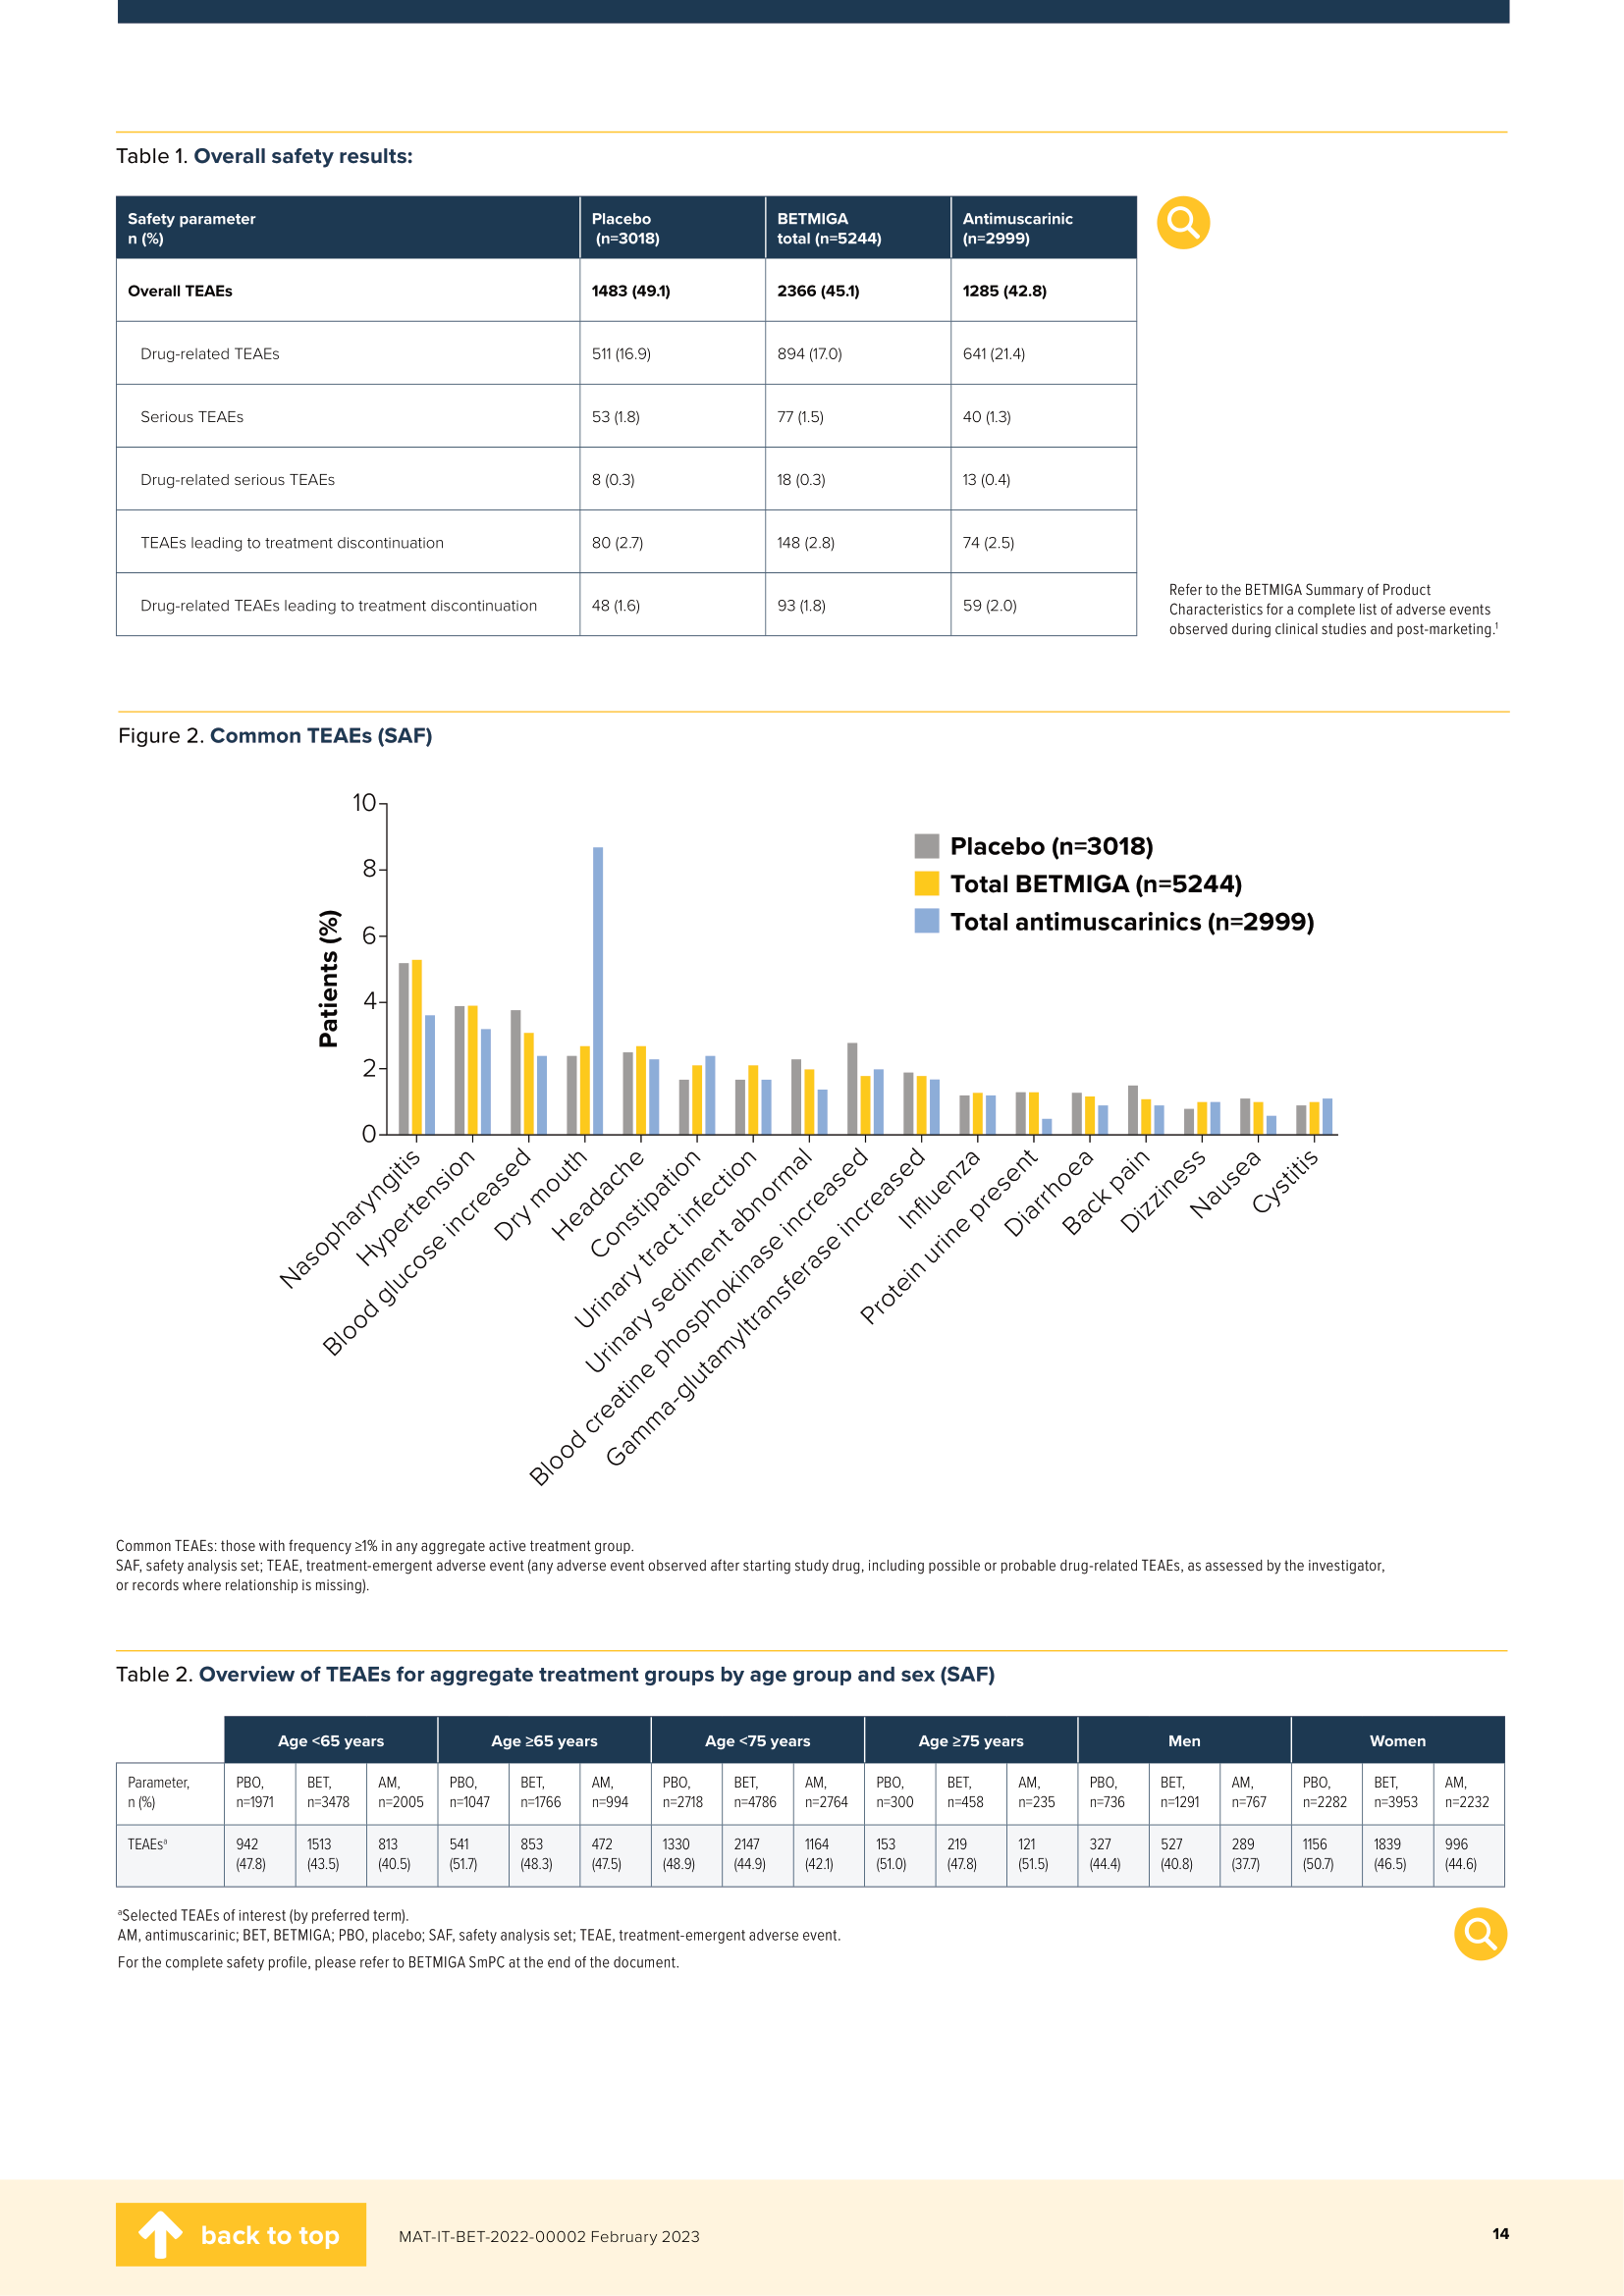 Table 1. Overall safety results:
Safety parameter n (%) Placebo (n=3018) BETMIGA total (n=5244) Antimuscarinic (n=2999)
Overall TEAEs 1483 (49.1) 2366 (45.1) 1285 (42.8)
Drug-related TEAEs 511 (16.9) 894 (17.0) 641 (21.4)
Serious TEAEs 53 (1.8) 77 (1.5) 40 (1.3)
Drug-related serious TEAEs 8 (0.3) 18 (0.3) 13 (0.4)
TEAEs leading to treatment discontinuation 80 (2.7) 148 (2.8) 74 (2.5)
Drug-related TEAEs leading to treatment discontinuation 48 (1.6) 93 (1.8) 59 (2.0)
Refer to the BETMIGA Summary of Product
Characteristics for a complete list of adverse events
observed during clinical studies and post-marketing.¹
Figure 2. Common TEAEs (SAF)
Patients (%)
10
8
6
4
2
0
Placebo (n=3018)
Total BETMIGA (n=5244)
Total antimuscarinics (n=2999)
Nasopharyngitis
Hypertension
Blood glucose increased
Dry mouth
Headache
Constipation
Urinary tract infection
Urinary sediment abnormal
Blood creatine phosphokinase increased
Gamma-glutamyltransferase increased
Influenza
Protein urine present
Diarrhoea
Back pain
Dizziness
Nausea
Cystitis
Common TEAEs: those with frequency ≥1% in any aggregate active treatment group.
SAF, safety analysis set; TEAE, treatment-emergent adverse event (any adverse event observed after starting study drug, including possible or probable drug-related TEAEs, as assessed by the investigator,
or records where relationship is missing).
Table 2. Overview of TEAEs for aggregate treatment groups by age group and sex (SAF)
Age <65 years Age ≥65 years Age <75 years Age ≥75 years Men Women
Parameter, PBO, BET, AM, PBO, BET, AM, PBO, BET, AM, PBO, BET, AM, PBO, BET, AM, PBO, BET, AM,
n (%) n=1971 n=3478 n=2005 n=1047 n=1766 n=994 n=2718 n=4786 n=2764 n=300 n=458 n=235 n=736 n=1291 n=767 n=2282 n=3953 n=2232
TEAEsᵃ 942 1513 813 541 853 472 1330 2147 1164 153 219 121 327 527 289 1156 1839 996
(47.8) (43.5) (40.5) (51.7) (48.3) (47.5) (48.9) (44.9) (42.1) (51.0) (47.8) (51.5) (44.4) (40.8) (37.7) (50.7) (46.5) (44.6)
ᵃSelected TEAEs of interest (by preferred term).
AM, antimuscarinic; BET, BETMIGA; PBO, placebo; SAF, safety analysis set; TEAE, treatment-emergent adverse event.
For the complete safety profile, please refer to BETMIGA SmPC at the end of the document.
back to top
MAT-IT-BET-2022-00002 February 2023
14